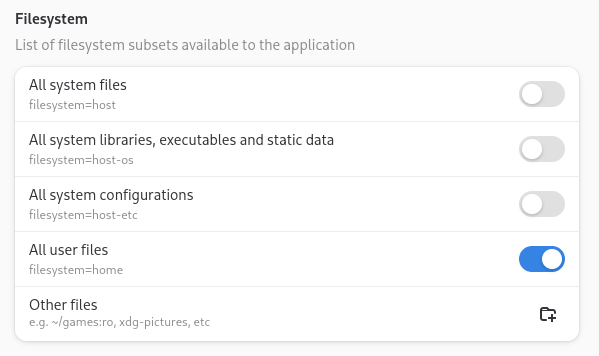 Filesystem
List of filesystem subsets available to the application
All system files
filesystem=host
All system libraries, executables and static data
filesystem=host-os
All system configurations
filesystem=host-etc
All user files
filesystem=home
Other files
e.g. ~/games:ro, xdg-pictures, etc